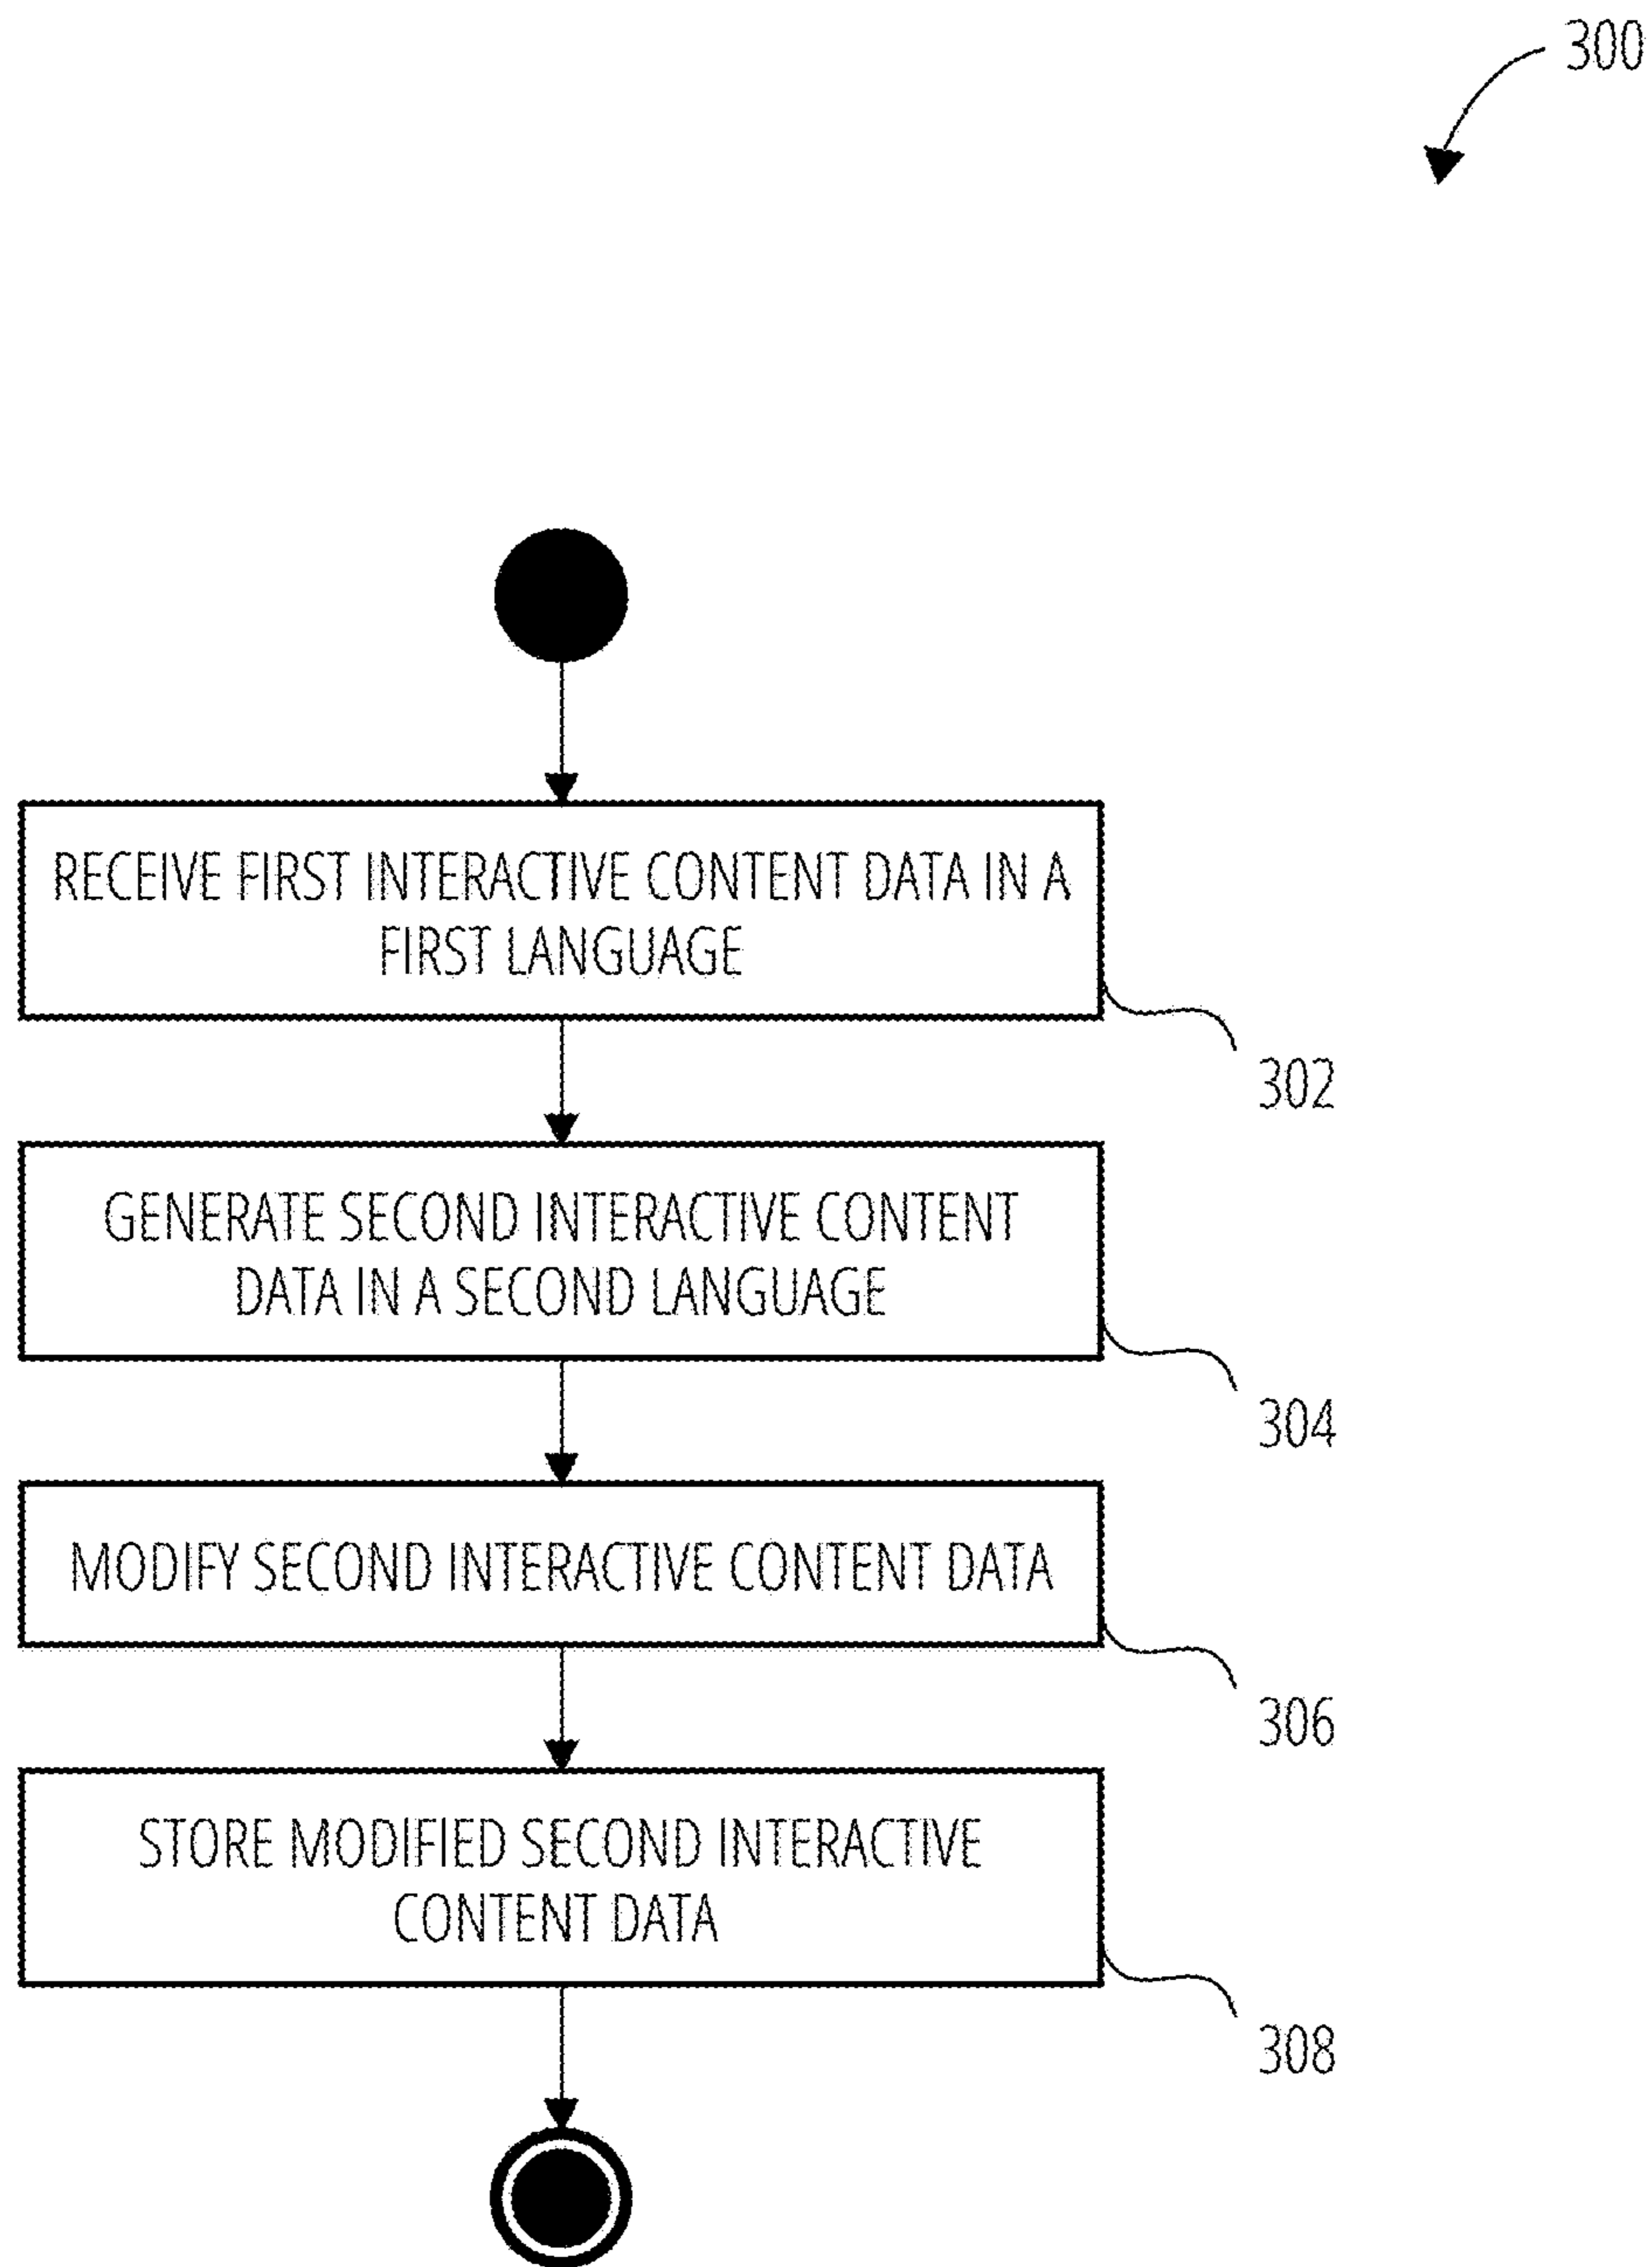 300
RECEIVE FIRST INTERACTIVE CONTENT DATA IN A
FIRST LANGUAGE
302
GENERATE SECOND INTERACTIVE CONTENT
DATA IN A SECOND LANGUAGE
304
MODIFY SECOND INTERACTIVE CONTENT DATA
306
STORE MODIFIED SECOND INTERACTIVE
CONTENT DATA
308